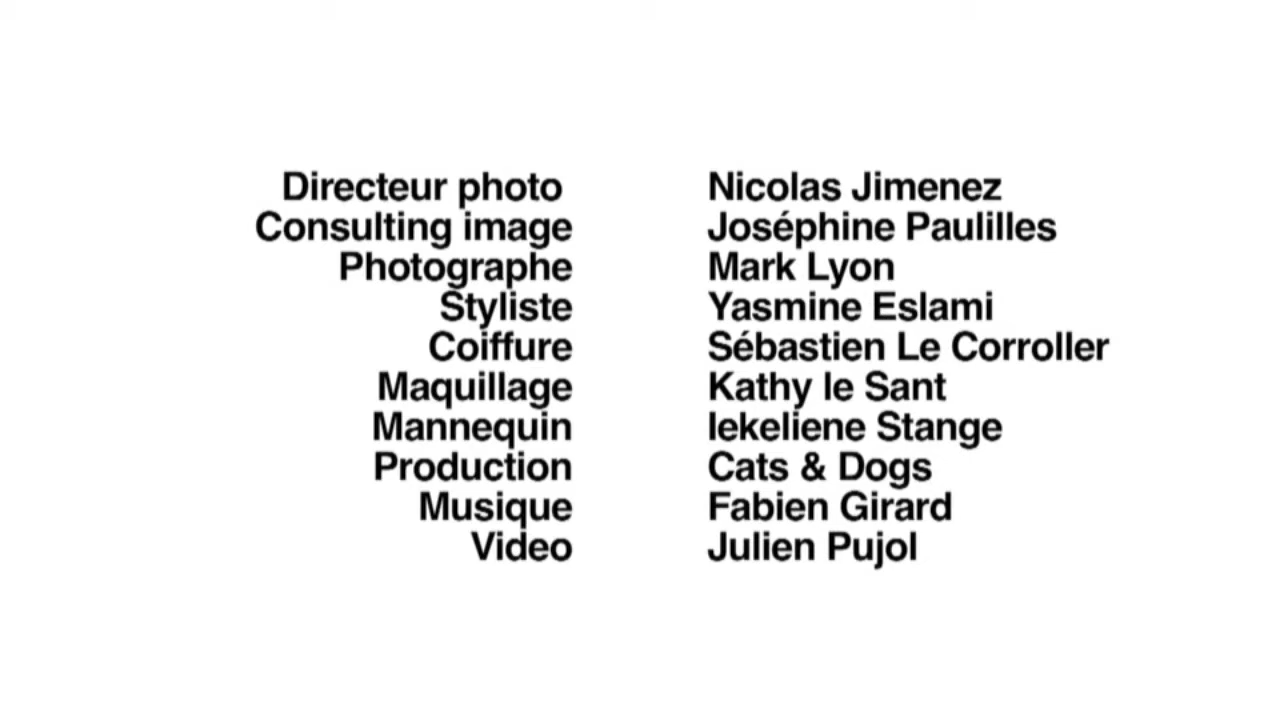 Directeur photo Nicolas Jimenez
Consulting image Joséphine Paulilles
Photographe Mark Lyon
Styliste Yasmine Eslami
Coiffure Sébastien Le Corroller
Maquillage Kathy le Sant
Mannequin Iekeliene Stange
Production Cats & Dogs
Musique Fabien Girard
Video Julien Pujol